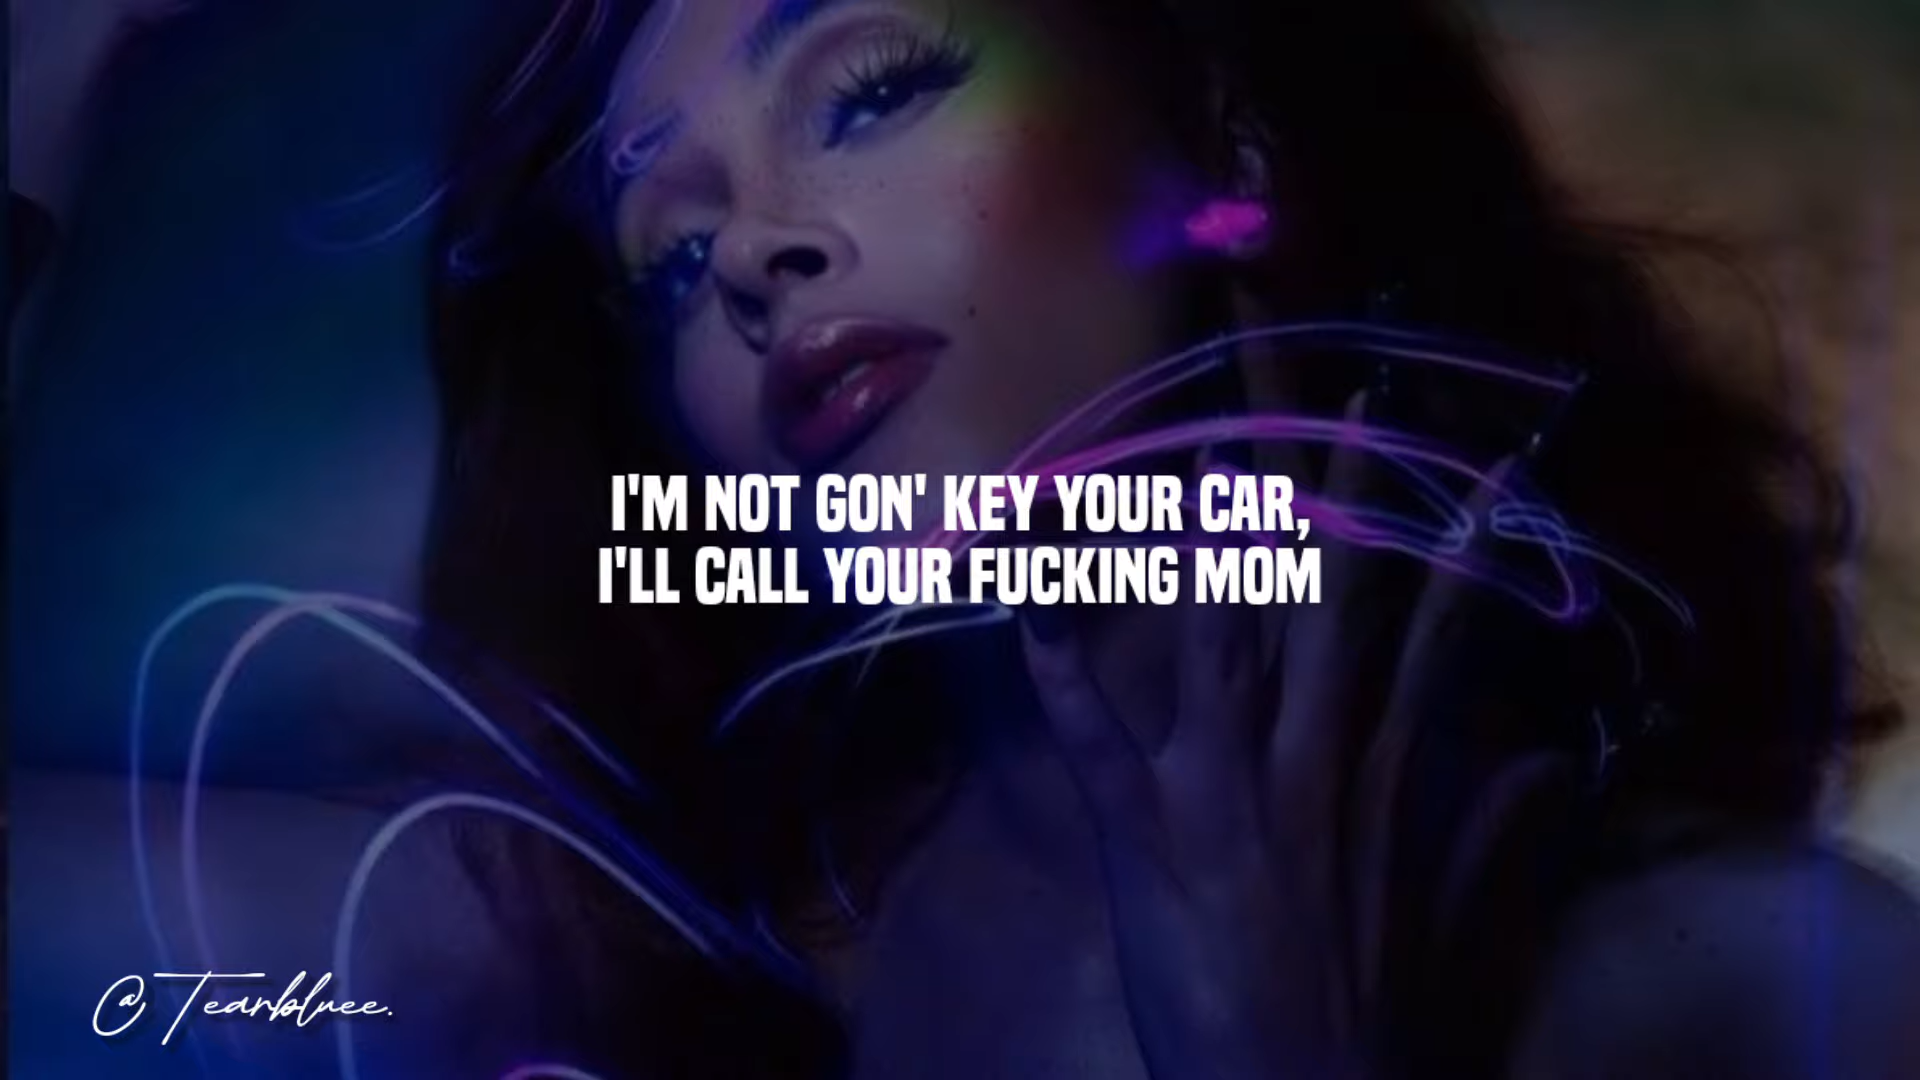 I'M NOT GON' KEY YOUR CAR,
I'LL CALL YOUR FUCKING MOM
@Tearbluee.